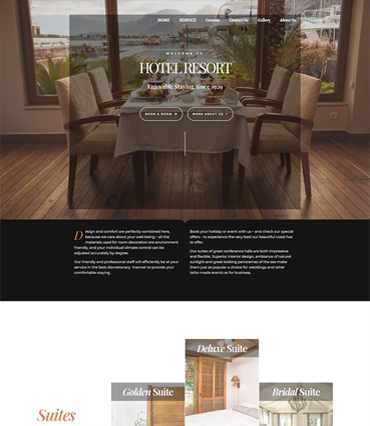 HOME SERVICE Courses Contact Us Gallery About Us
WELCOME TO
HOTEL RESORT
Enjoyable Staying Since 1929
BOOK A ROOM
MORE ABOUT US
Design and comfort are perfectly combined here,
because we care about your well-being - all the
materials used for room decoration are environment
friendly, and your individual climate control can be
adjusted accurately by degree.
Our friendly and professional staff will efficiently be at your
service in the best discretionary manner to provide your
comfortable staying..
Book your holiday or event with us - and check our special
offers - to experience the very best our beautiful coast has
to offer.
Our suites of great conference halls are both impressive
and flexible. Superior interior design, ambience of natural
sunlight and great looking panoramas of the sea make
them just as popular a choice for weddings and other
tailor-made events as for business.
Deluxe Suite
Golden Suite
Bridal Suite
Suites